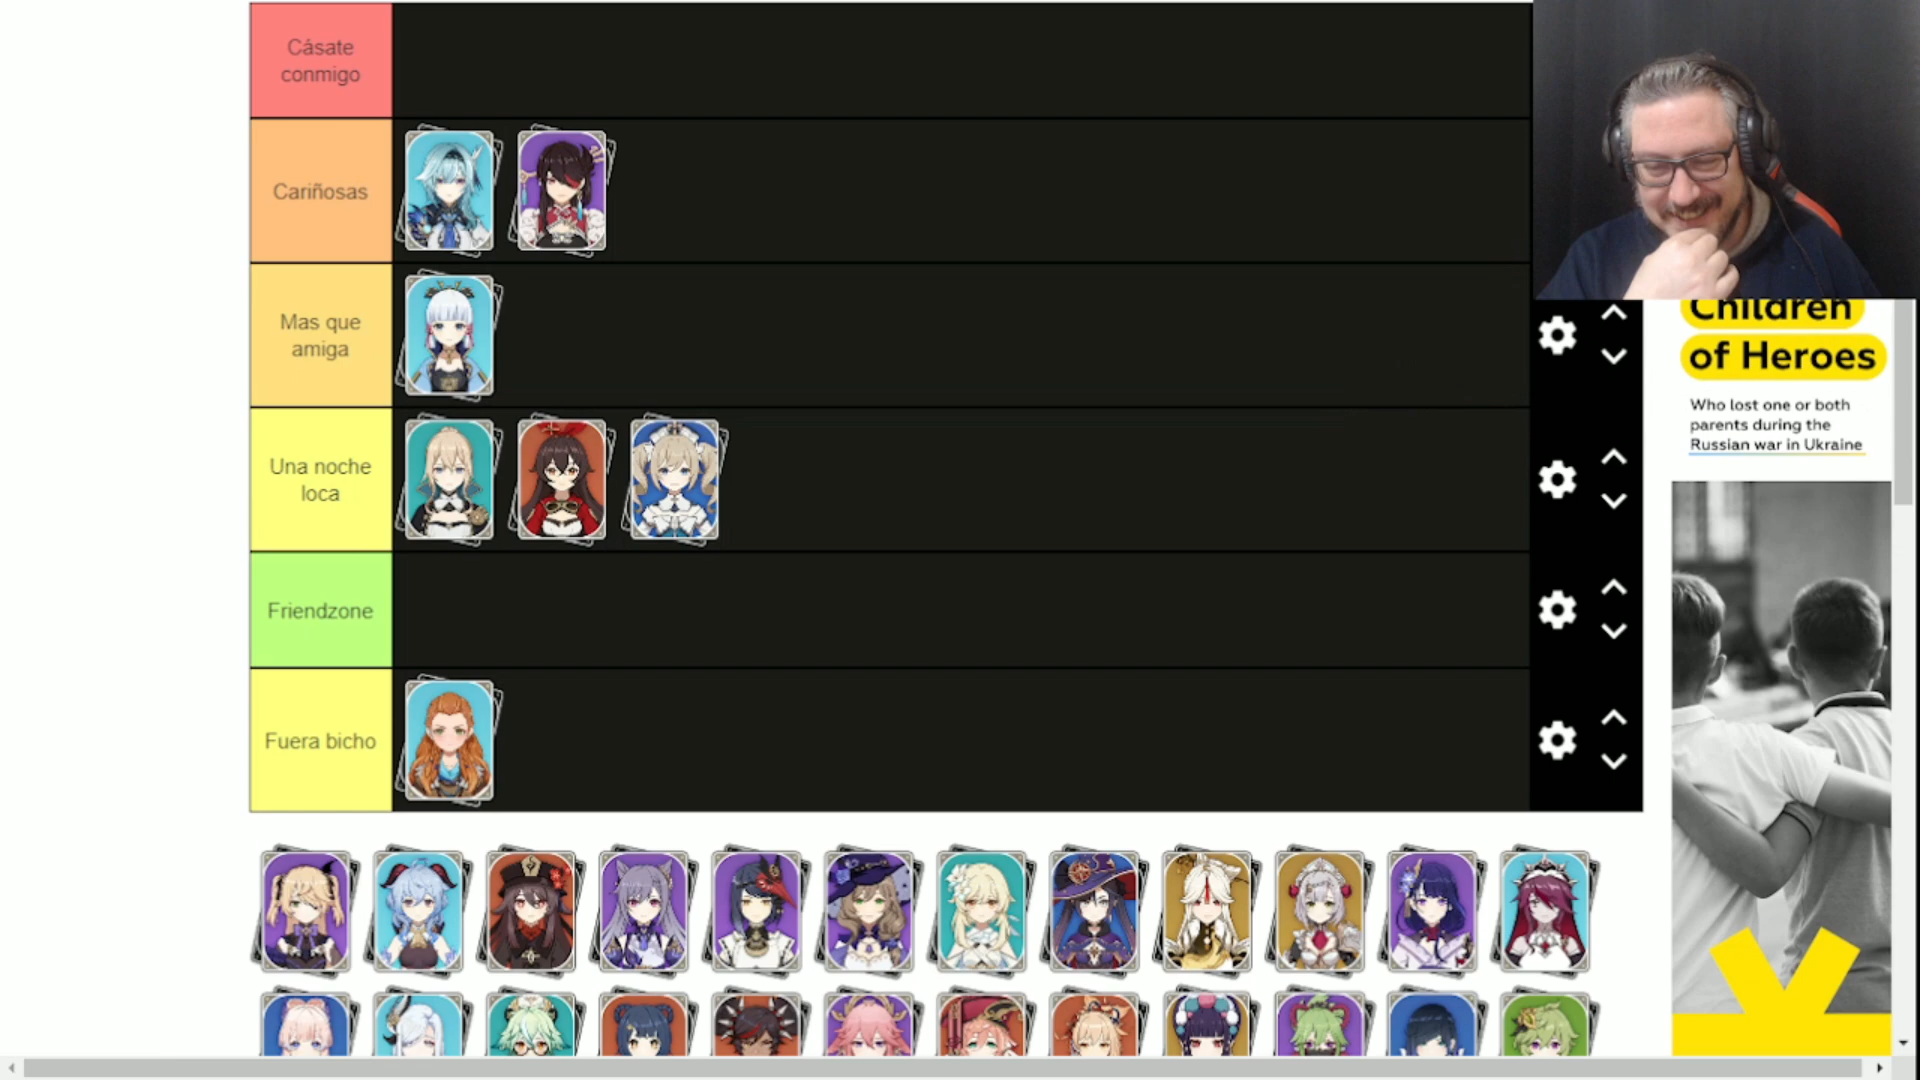 Cásate
conmigo
Cariñosas
Mas que
amiga
Una noche
loca
Friendzone
Fuera bicho
Children
of Heroes
Who lost one or both
parents during the
Russian war in Ukraine